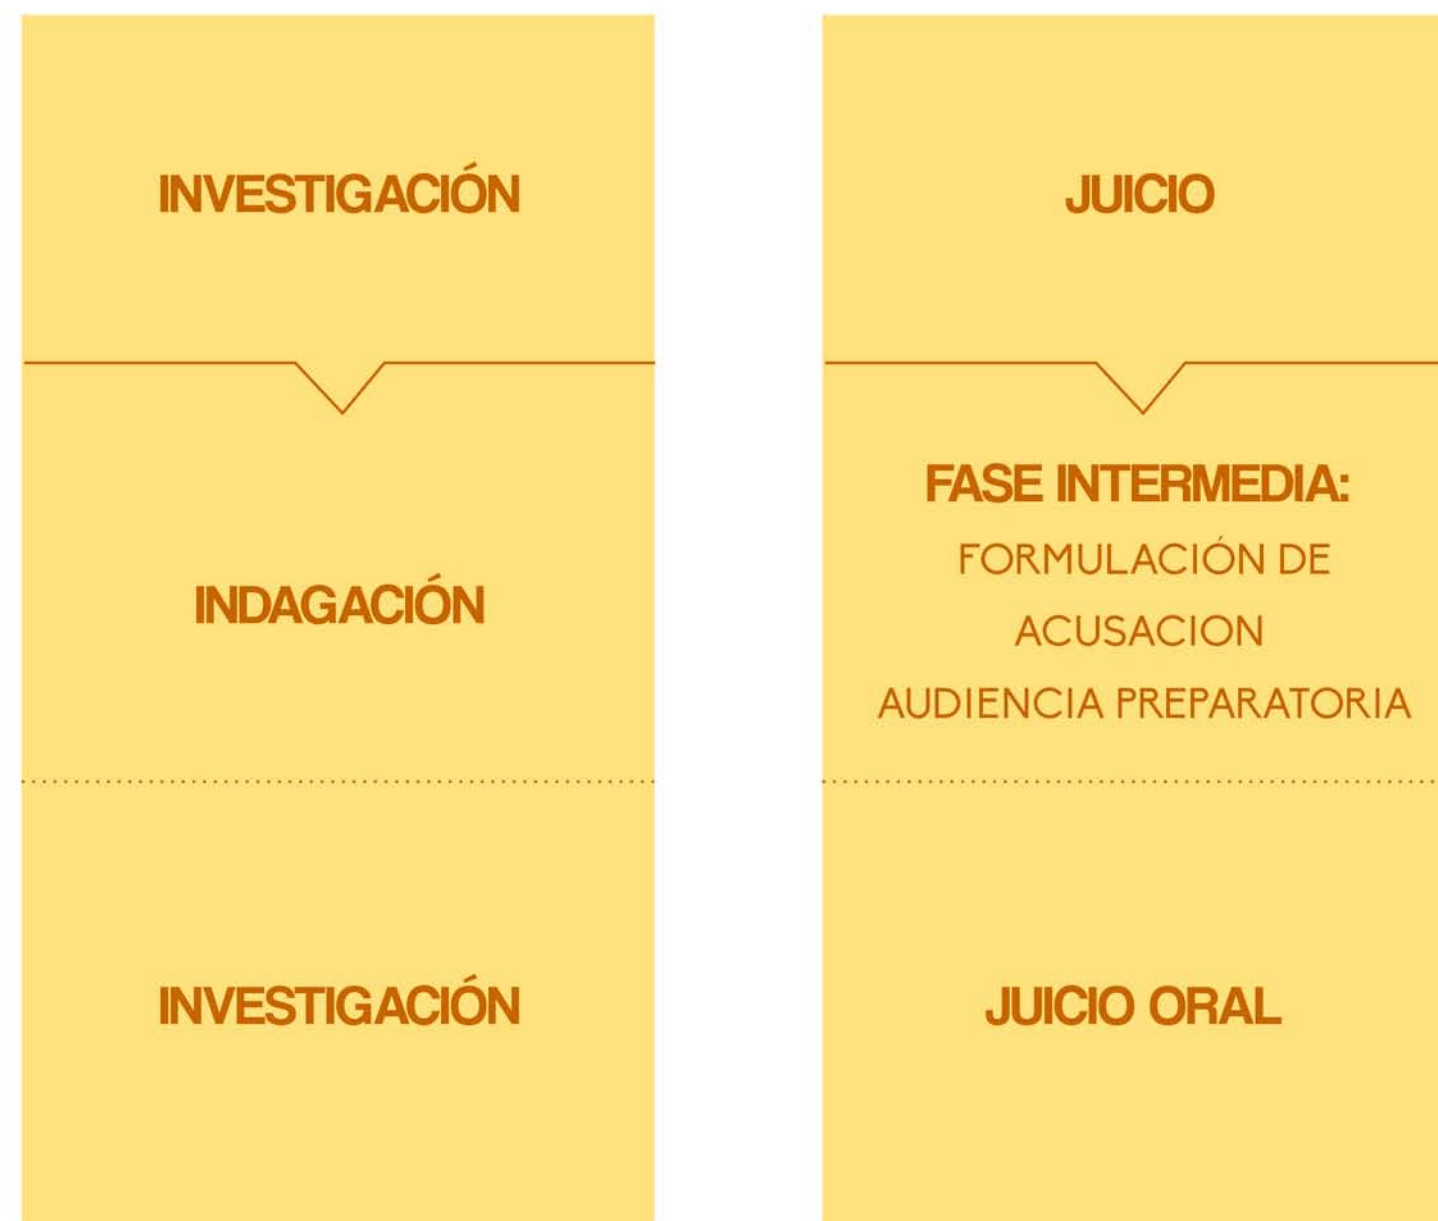 INVESTIGACIÓN
INDAGACIÓN
INVESTIGACIÓN
JUICIO
FASE INTERMEDIA:
FORMULACIÓN DE
ACUSACION
AUDIENCIA PREPARATORIA
JUICIO ORAL